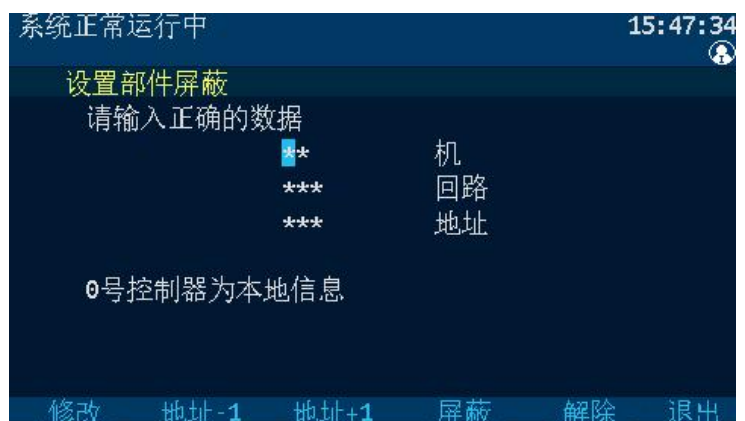 系统正常运行中 15:47:34
设置部件屏蔽
请输入正确的数据
** 机
*** 回路
*** 地址
0号控制器为本地信息
修改 地址-1 地址+1 屏蔽 解除 退出